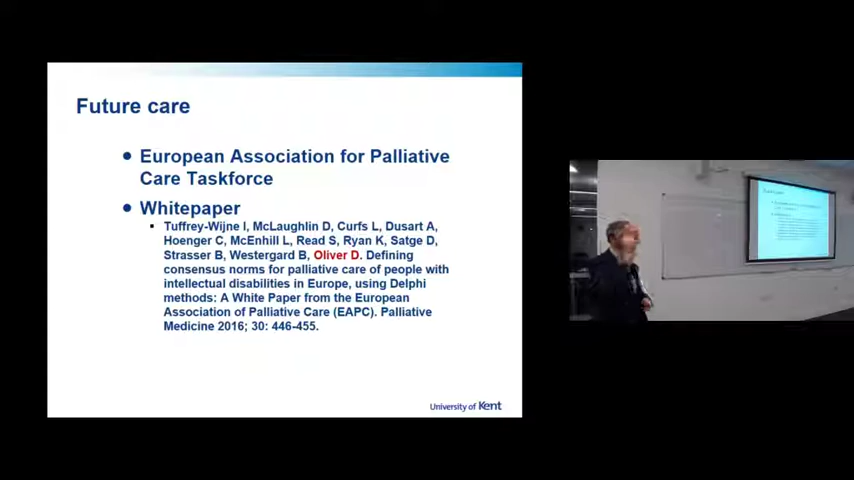 Future care
● European Association for Palliative
Care Taskforce
● Whitepaper
▪ Tuffrey-Wijne I, McLaughlin D, Curfs L, Dusart A,
Hoenger C, McEnhill L, Read S, Ryan K, Satge D,
Strasser B, Westergard B, Oliver D. Defining
consensus norms for palliative care of people with
intellectual disabilities in Europe, using Delphi
methods: A White Paper from the European
Association of Palliative Care (EAPC). Palliative
Medicine 2016; 30: 446-455.
University of Kent